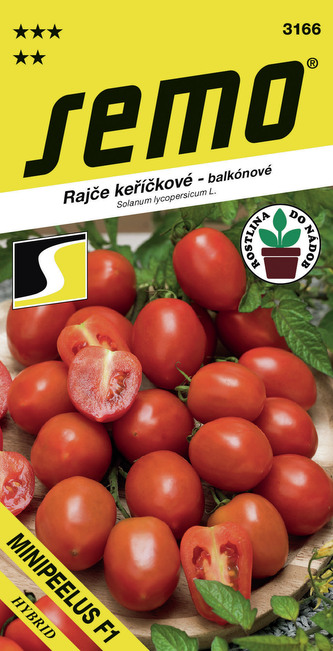 ★★★
★★
3166
semo®
Rajče keříčkové - balkónové
Solanum lycopersicum L.
ROSTLINA DO NÁDOB
MINIPEELUS F1
HYBRID